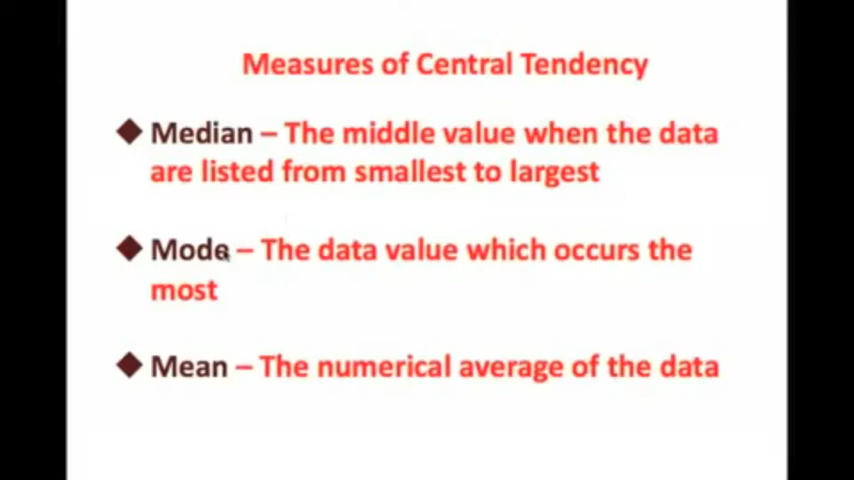 Measures of Central Tendency
Median – The middle value when the data
are listed from smallest to largest
Mode – The data value which occurs the
most
Mean – The numerical average of the data